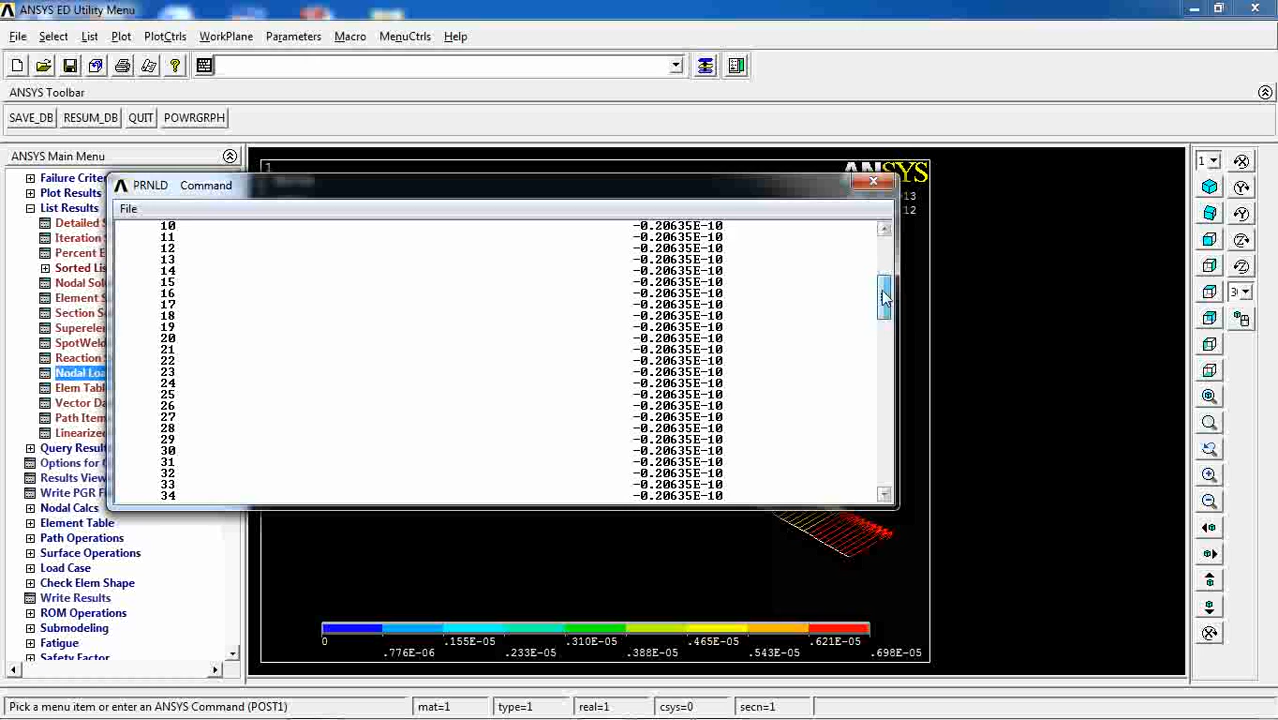 ANSYS ED Utility Menu
File Select List Plot PlotCtrls WorkPlane Parameters Macro MenuCtrls Help
ANSYS Toolbar
SAVE_DB RESUM_DB QUIT POWRGRPH
ANSYS Main Menu
Failure Crite
Plot Results
List Results
Detailed S
Iteration
Percent E
Sorted Lis
Nodal Solu
Element S
Section S
Superelen
SpotWeld
Reaction S
Nodal Loa
Elem Tabl
Vector Da
Path Item
Linearized
Query Result
Options for O
Results View
Write PGR F
Nodal Calcs
Element Table
Path Operations
Surface Operations
Load Case
Check Elem Shape
Write Results
ROM Operations
Submodeling
Fatigue
Safety Factor
1
ANSYS
13
12
PRNLD Command
File
10 -0.20635E-10
11 -0.20635E-10
12 -0.20635E-10
13 -0.20635E-10
14 -0.20635E-10
15 -0.20635E-10
16 -0.20635E-10
17 -0.20635E-10
18 -0.20635E-10
19 -0.20635E-10
20 -0.20635E-10
21 -0.20635E-10
22 -0.20635E-10
23 -0.20635E-10
24 -0.20635E-10
25 -0.20635E-10
26 -0.20635E-10
27 -0.20635E-10
28 -0.20635E-10
29 -0.20635E-10
30 -0.20635E-10
31 -0.20635E-10
32 -0.20635E-10
33 -0.20635E-10
34 -0.20635E-10
0 .155E-05 .310E-05 .465E-05 .621E-05
.776E-06 .233E-05 .388E-05 .543E-05 .698E-05
1
3
Pick a menu item or enter an ANSYS Command (POST1) mat=1 type=1 real=1 csys=0 secn=1